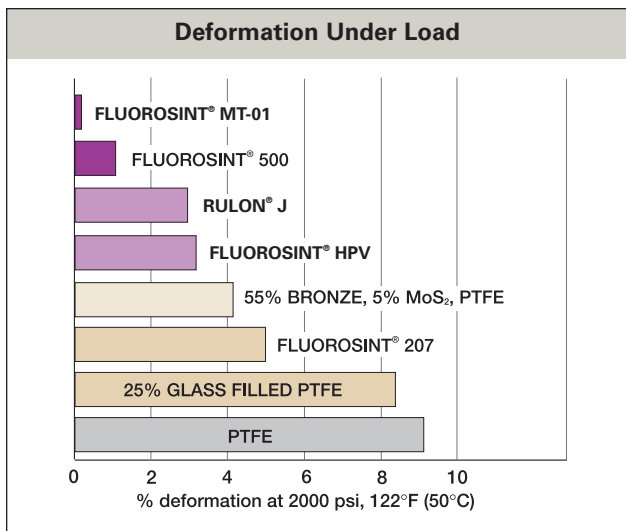 Deformation Under Load
FLUOROSINT® MT-01
FLUOROSINT® 500
RULON® J
FLUOROSINT® HPV
55% BRONZE, 5% MoS₂, PTFE
FLUOROSINT® 207
25% GLASS FILLED PTFE
PTFE
0 2 4 6 8 10
% deformation at 2000 psi, 122°F (50°C)